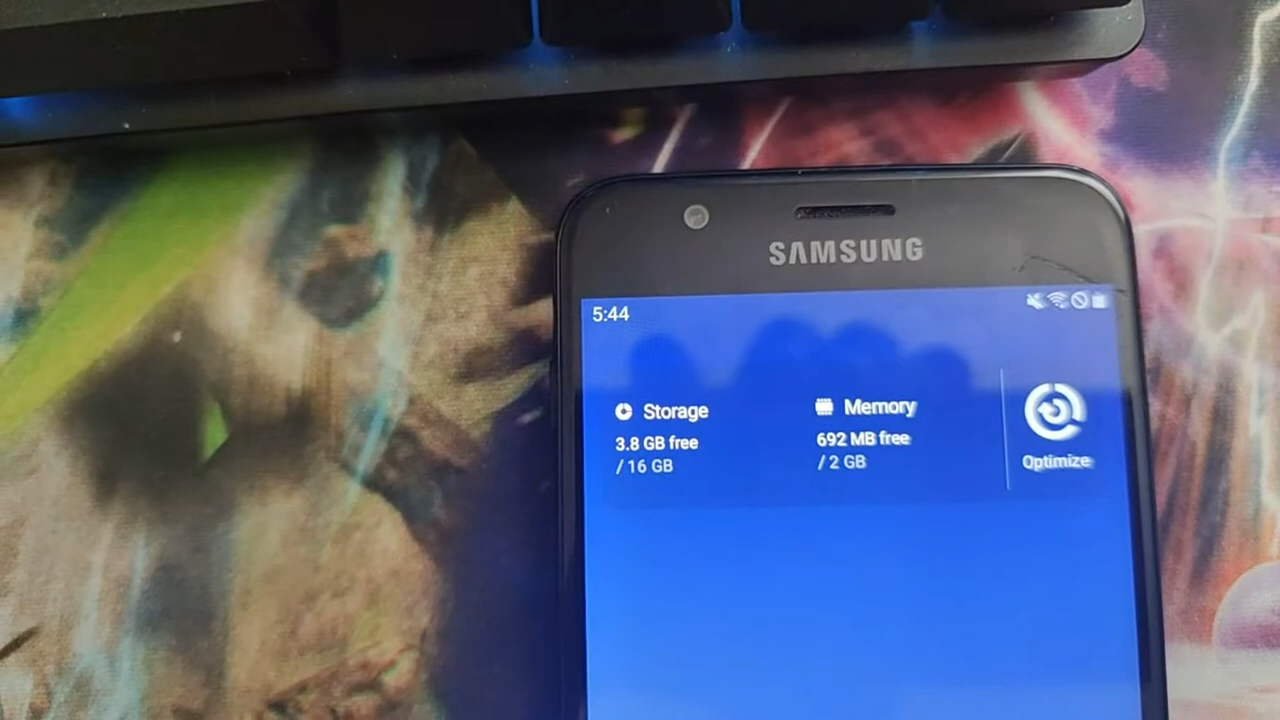 SAMSUNG
5:44
Storage
3.8 GB free
/ 16 GB
Memory
692 MB free
/ 2 GB
Optimize